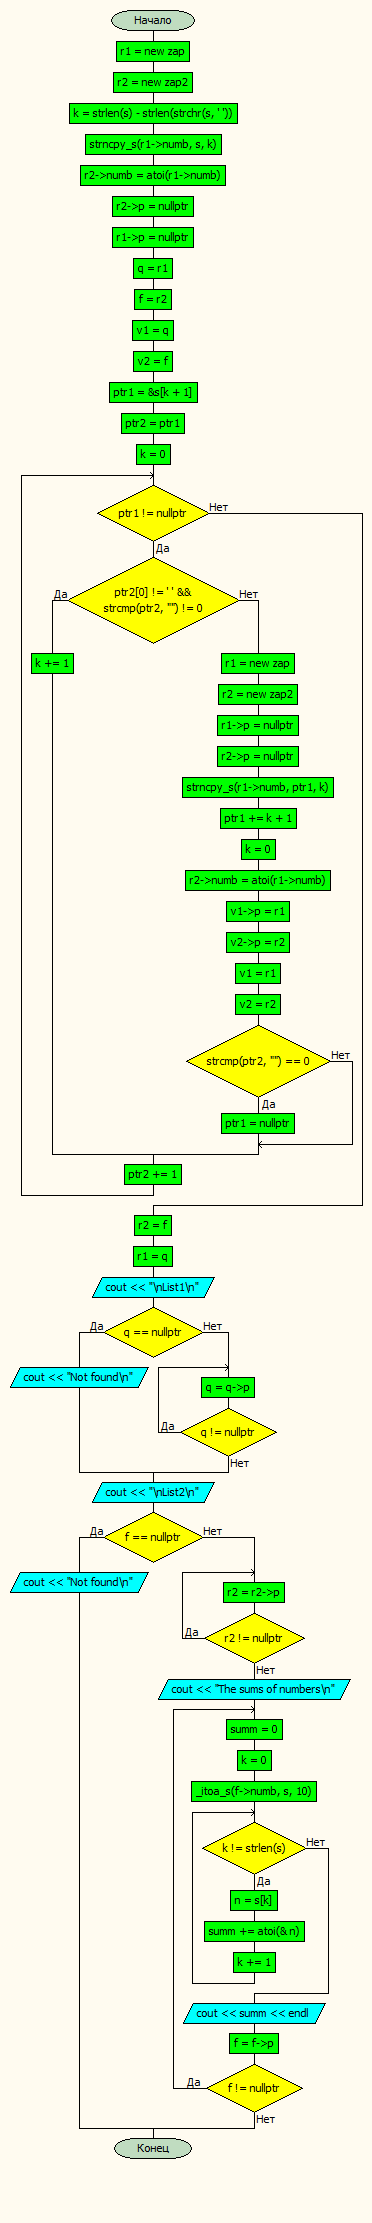 Начало
r1 = new zap
r2 = new zap2
k = strlen(s) - strlen(strchr(s, ' '))
strncpy_s(r1->numb, s, k)
r2->numb = atoi(r1->numb)
r2->p = nullptr
r1->p = nullptr
q = r1
f = r2
v1 = q
v2 = f
ptr1 = &s[k + 1]
ptr2 = ptr1
k = 0
ptr1 != nullptr
Нет
Да
ptr2[0] != ' ' &&
strcmp(ptr2, "") != 0
Да
Нет
k += 1
r1 = new zap
r2 = new zap2
r1->p = nullptr
r2->p = nullptr
strncpy_s(r1->numb, ptr1, k)
ptr1 += k + 1
k = 0
r2->numb = atoi(r1->numb)
v1->p = r1
v2->p = r2
v1 = r1
v2 = r2
strcmp(ptr2, "") == 0
Нет
Да
ptr1 = nullptr
ptr2 += 1
r2 = f
r1 = q
cout << "\nList1\n"
Да
q == nullptr
Нет
cout << "Not found\n"
q = q->p
Да
q != nullptr
Нет
cout << "\nList2\n"
Да
f == nullptr
Нет
cout << "Not found\n"
r2 = r2->p
Да
r2 != nullptr
Нет
cout << "The sums of numbers\n"
summ = 0
k = 0
_itoa_s(f->numb, s, 10)
k != strlen(s)
Нет
Да
n = s[k]
summ += atoi(& n)
k += 1
cout << summ << endl
f = f->p
Да
f != nullptr
Нет
Конец